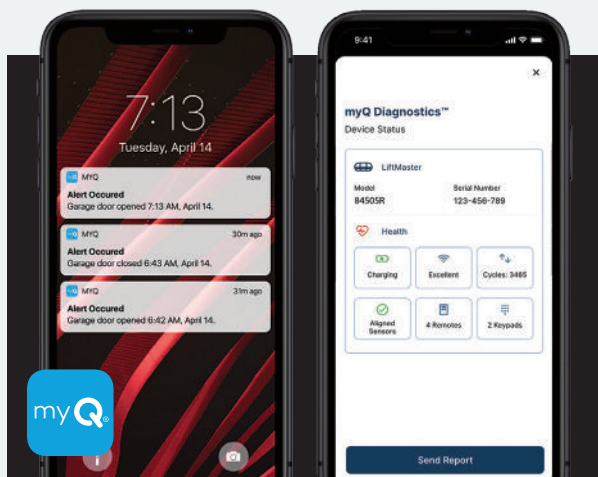 7:13
Tuesday, April 14
MYQ now
Alert Occured
Garage door opened 7:13 AM, April 14.
MYQ 30m ago
Alert Occured
Garage door closed 6:43 AM, April 14.
MYQ 31m ago
Alert Occured
Garage door opened 6:42 AM, April 14.
myQ®
9:41
myQ Diagnostics™
Device Status
LiftMaster
Model Serial Number
84505R 123-456-789
Health
Charging Excellent Cycles: 3465
Aligned
Sensors
4 Remotes 2 Keypads
Send Report